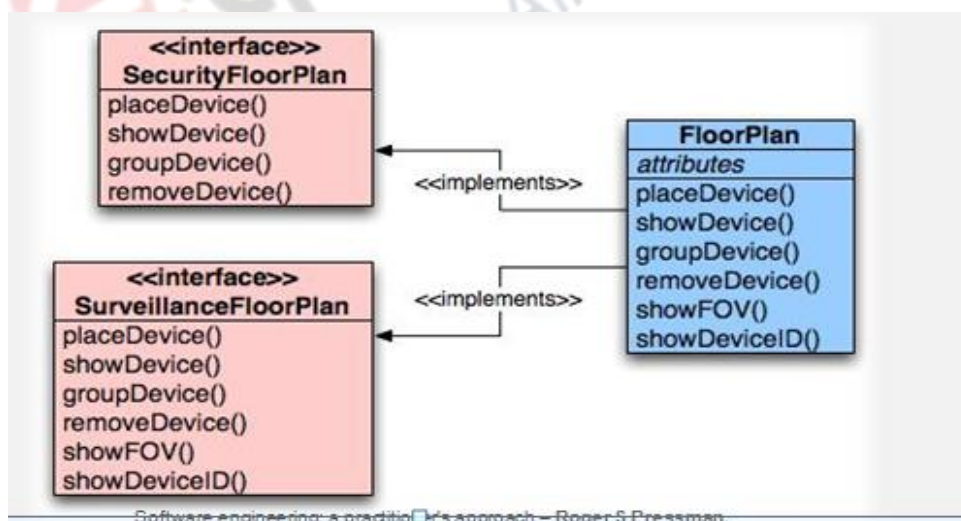 <<interface>>
SecurityFloorPlan
placeDevice()
showDevice()
groupDevice()
removeDevice()
<<implements>>
FloorPlan
attributes
placeDevice()
showDevice()
groupDevice()
removeDevice()
showFOV()
showDeviceID()
<<interface>>
SurveillanceFloorPlan
placeDevice()
showDevice()
groupDevice()
removeDevice()
showFOV()
showDeviceID()
<<implements>>
Software engineering: a approach – Roger S Pressman